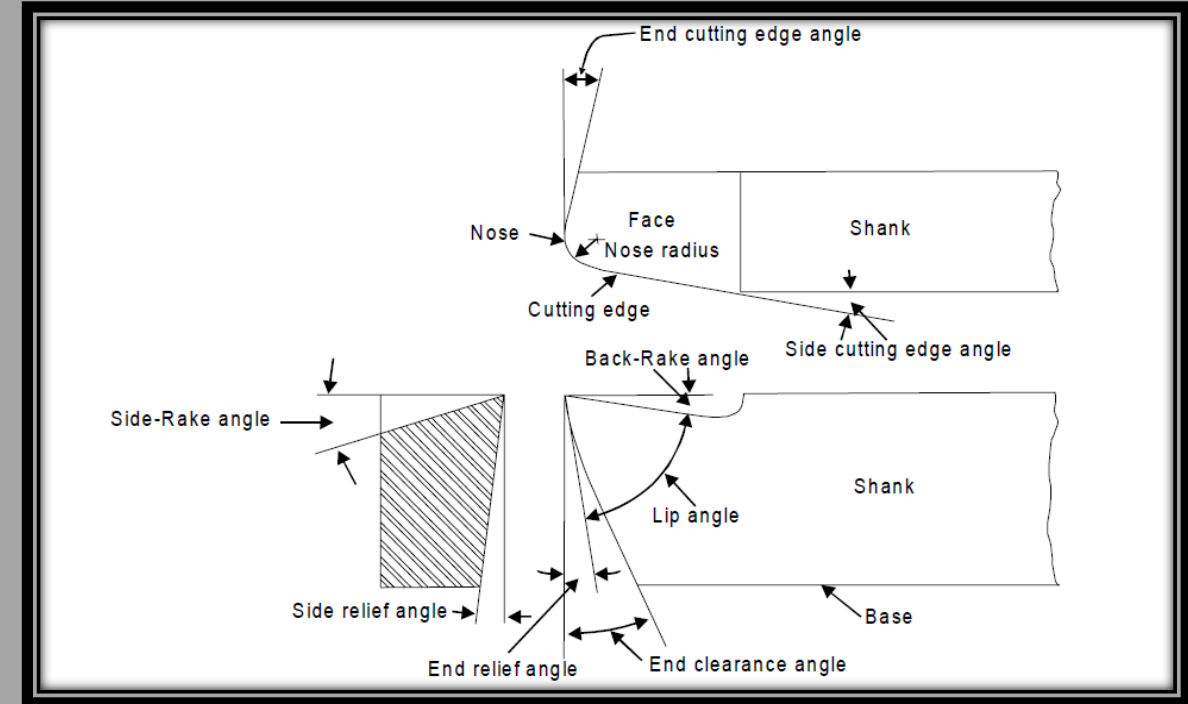 End cutting edge angle
Nose
Face
Nose radius
Shank
Cutting edge
Side cutting edge angle
Back-Rake angle
Side-Rake angle
Shank
Lip angle
Side relief angle
Base
End relief angle
End clearance angle